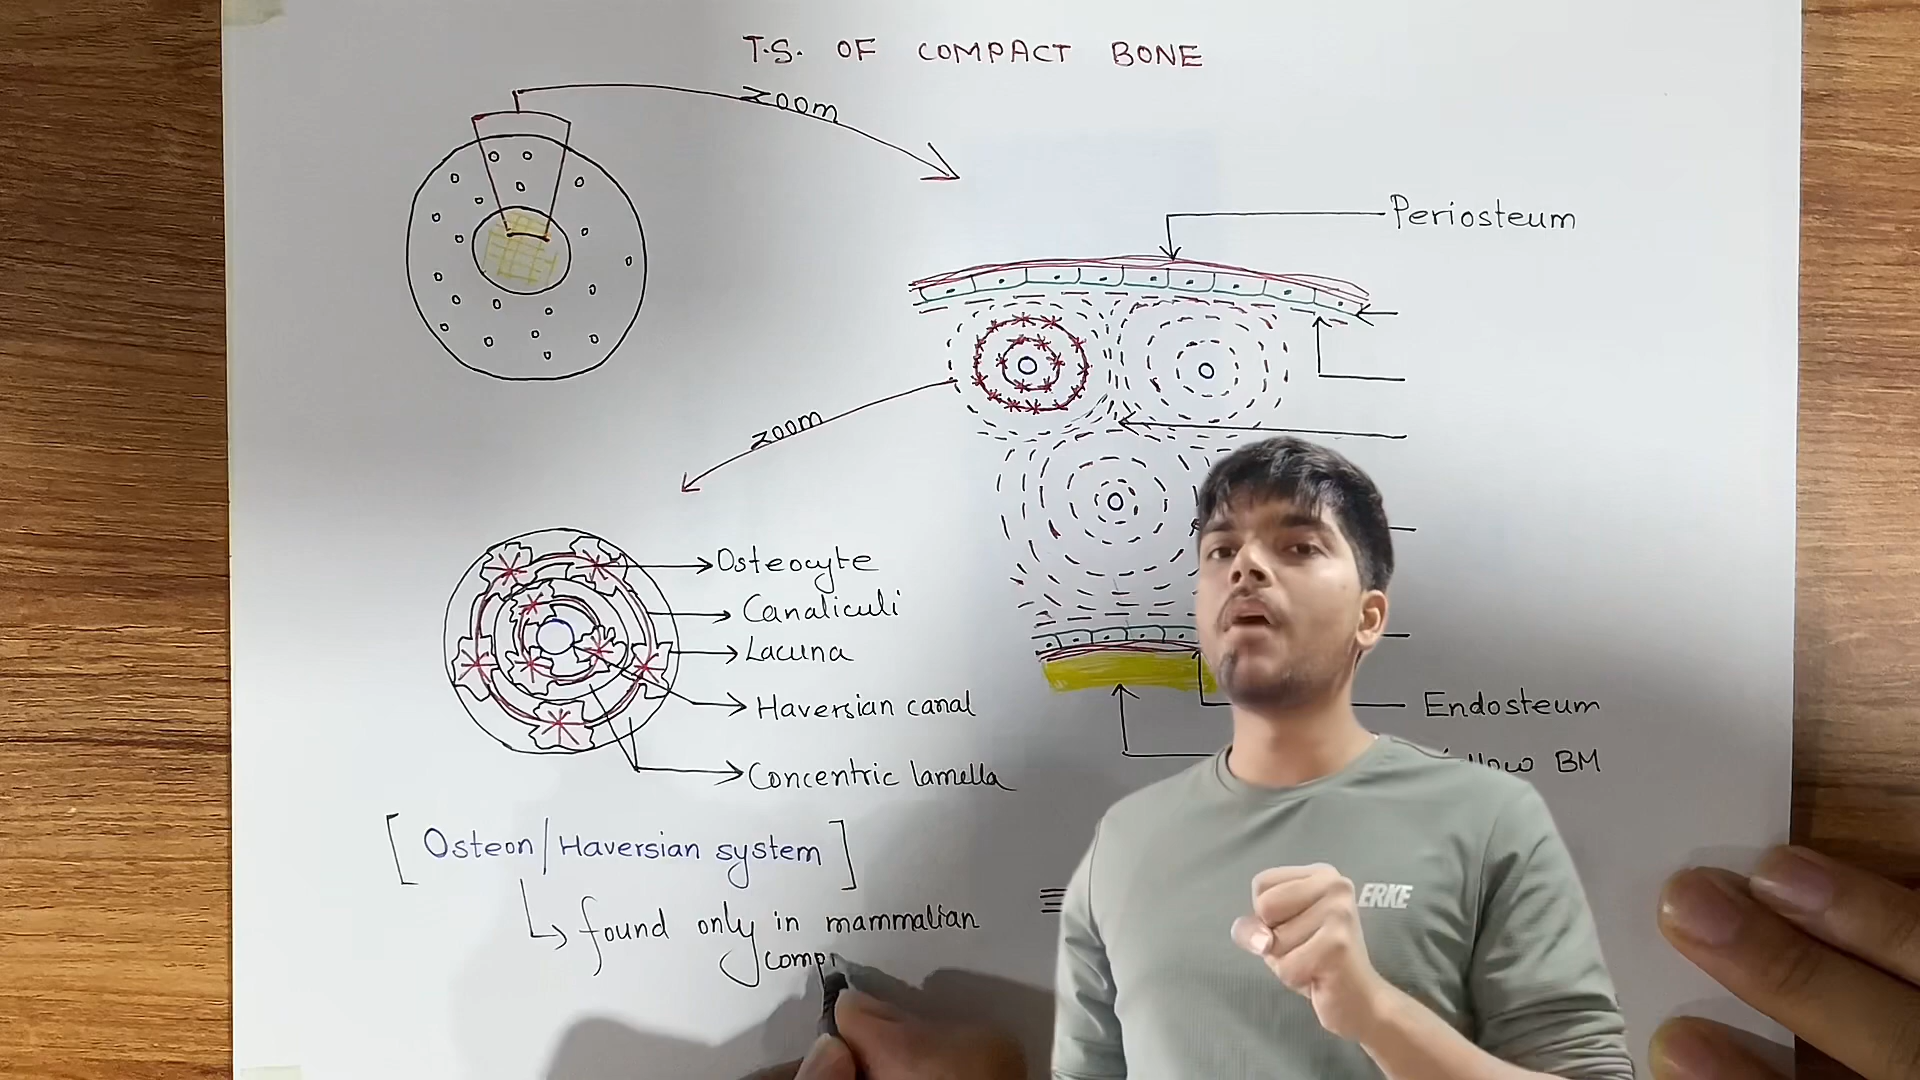 T.S. OF COMPACT BONE
Zoom
Periosteum
Zoom
Osteocyte
Canaliculi
Lacuna
Haversian canal
Concentric lamella
Endosteum
BM
[Osteon/Haversian system]
found only in mammalian
ERKE